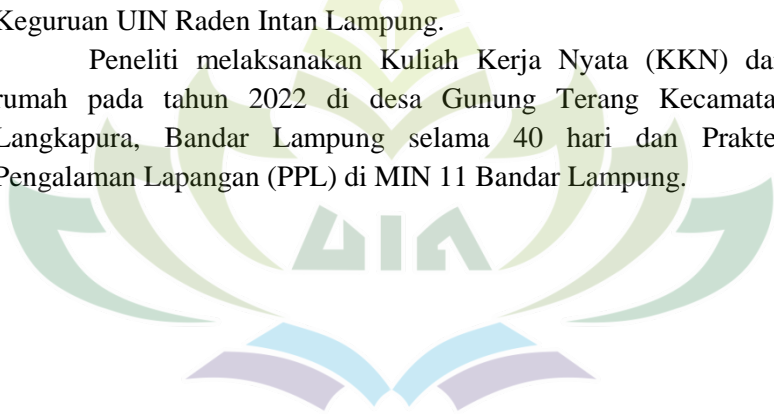 Keguruan UIN Raden Intan Lampung.
Peneliti melaksanakan Kuliah Kerja Nyata (KKN) da
rumah pada tahun 2022 di desa Gunung Terang Kecamata
Langkapura, Bandar Lampung selama 40 hari dan Prakte
Pengalaman Lapangan (PPL) di MIN 11 Bandar Lampung.
UIN